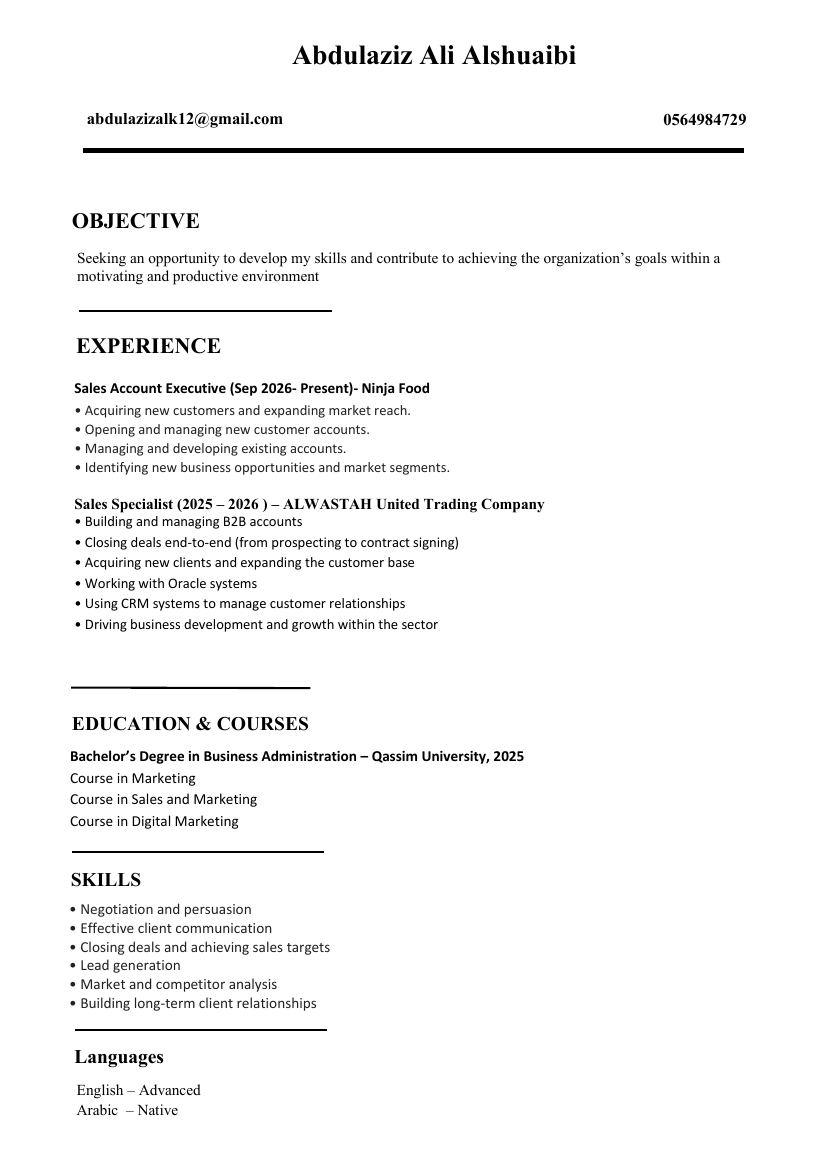 Abdulaziz Ali Alshuaibi
abdulazizalk12@gmail.com 0564984729
OBJECTIVE
Seeking an opportunity to develop my skills and contribute to achieving the organization’s goals within a
motivating and productive environment
EXPERIENCE
Sales Account Executive (Sep 2026- Present)- Ninja Food
• Acquiring new customers and expanding market reach.
• Opening and managing new customer accounts.
• Managing and developing existing accounts.
• Identifying new business opportunities and market segments.
Sales Specialist (2025 – 2026 ) – ALWASTAH United Trading Company
• Building and managing B2B accounts
• Closing deals end-to-end (from prospecting to contract signing)
• Acquiring new clients and expanding the customer base
• Working with Oracle systems
• Using CRM systems to manage customer relationships
• Driving business development and growth within the sector
EDUCATION & COURSES
Bachelor’s Degree in Business Administration – Qassim University, 2025
Course in Marketing
Course in Sales and Marketing
Course in Digital Marketing
SKILLS
• Negotiation and persuasion
• Effective client communication
• Closing deals and achieving sales targets
• Lead generation
• Market and competitor analysis
• Building long-term client relationships
Languages
English – Advanced
Arabic  – Native